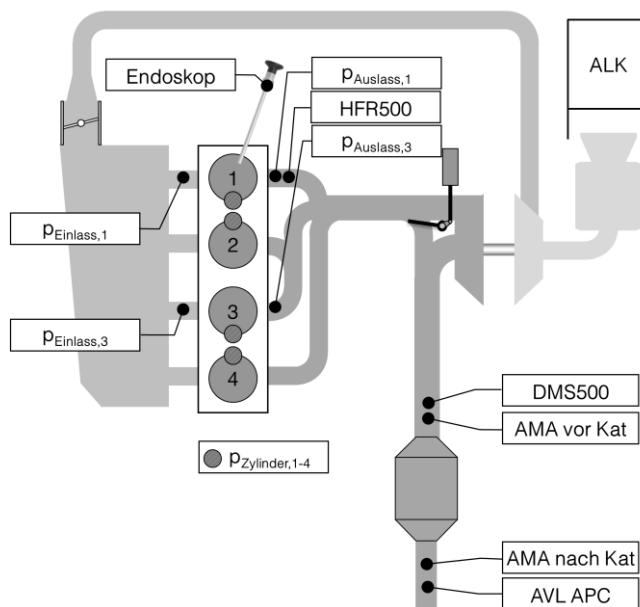 Endoskop
pAuslass,1
HFR500
pAuslass,3
ALK
pEinlass,1
1
2
3
4
pEinlass,3
pZylinder,1-4
DMS500
AMA vor Kat
AMA nach Kat
AVL APC